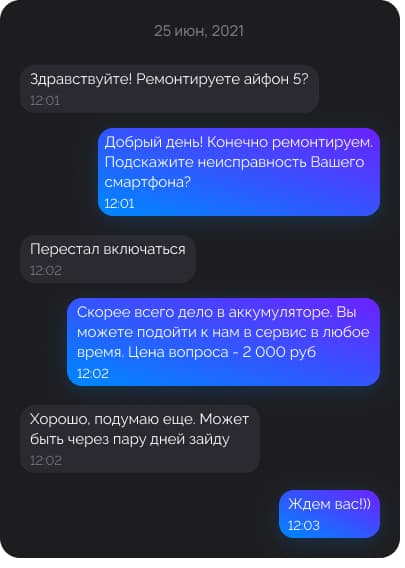 25 июн, 2021
Здравствуйте! Ремонтируете айфон 5?
12:01
Добрый день! Конечно ремонтируем.
Подскажите неисправность Вашего
смартфона?
12:01
Перестал включаться
12:02
Скорее всего дело в аккумуляторе. Вы
можете подойти к нам в сервис в любое
время. Цена вопроса - 2 000 руб
12:02
Хорошо, подумаю еще. Может
быть через пару дней зайду
12:02
Ждем вас!))
12:03